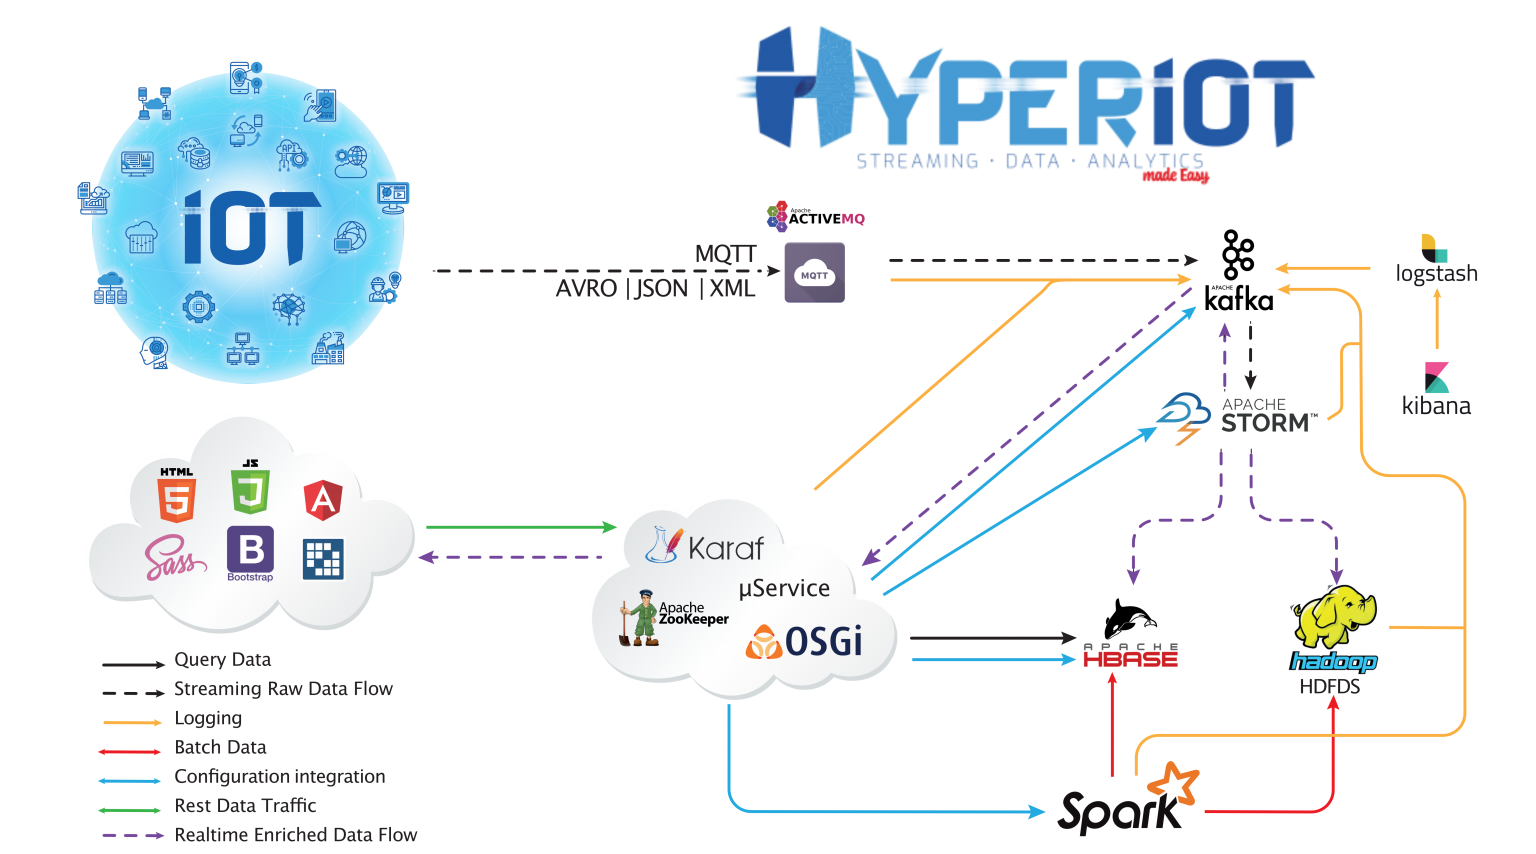 HYPERIOT
STREAMING · DATA · ANALYTICS
made Easy
API
IOT
Apache
ACTIVEMQ
MQTT
MQTT
AVRO | JSON | XML
APACHE
kafka
logstash
kibana
APACHE
STORM™
HTML
5
JS
J
A
Sass
B
Bootstrap
Karaf
µService
Apache
ZooKeeper
OSGi
APACHE
HBASE
hadoop
HDFDS
Spark
Query Data
Streaming Raw Data Flow
Logging
Batch Data
Configuration integration
Rest Data Traffic
Realtime Enriched Data Flow